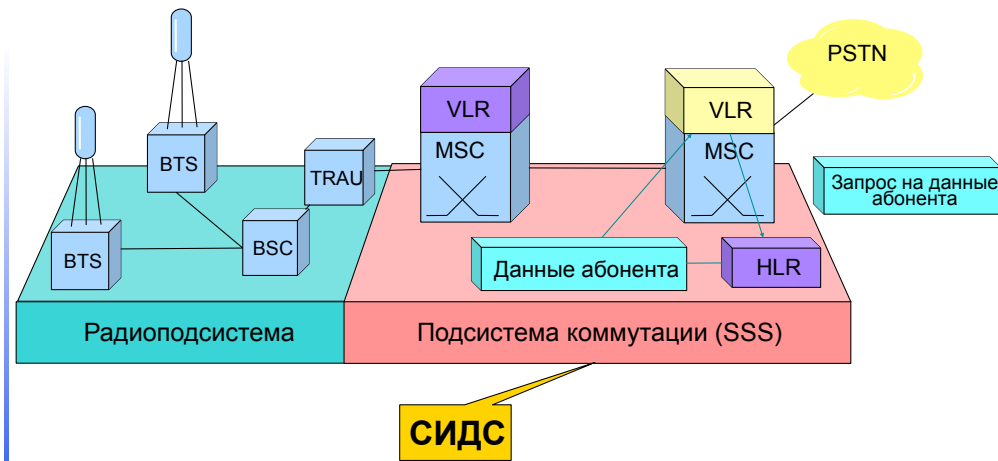 PSTN
VLR
MSC
VLR
MSC
BTS
TRAU
Запрос на данные
абонента
BTS
BSC
Данные абонента
HLR
Радиоподсистема
Подсистема коммутации (SSS)
СИДС